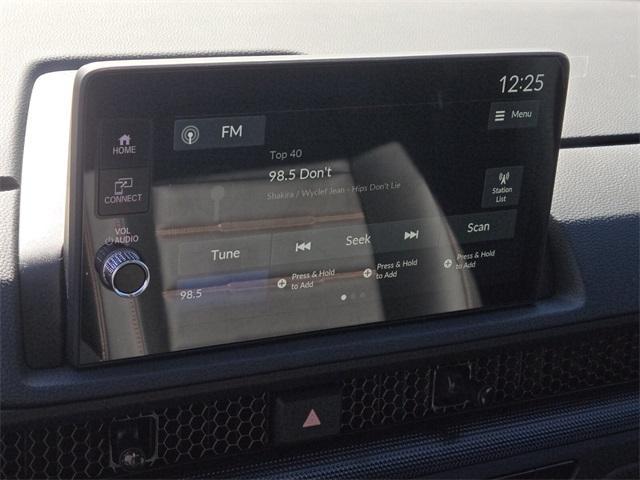 12:25
FM
Menu
HOME
Top 40
98.5 Don't
Shakira / Wyclef Jean - Hips Don't Lie
CONNECT
Station
List
VOL
AUDIO
Tune
Seek
Scan
98.5
Press & Hold
to Add
Press & Hold
to Add
Press & Hold
to Add